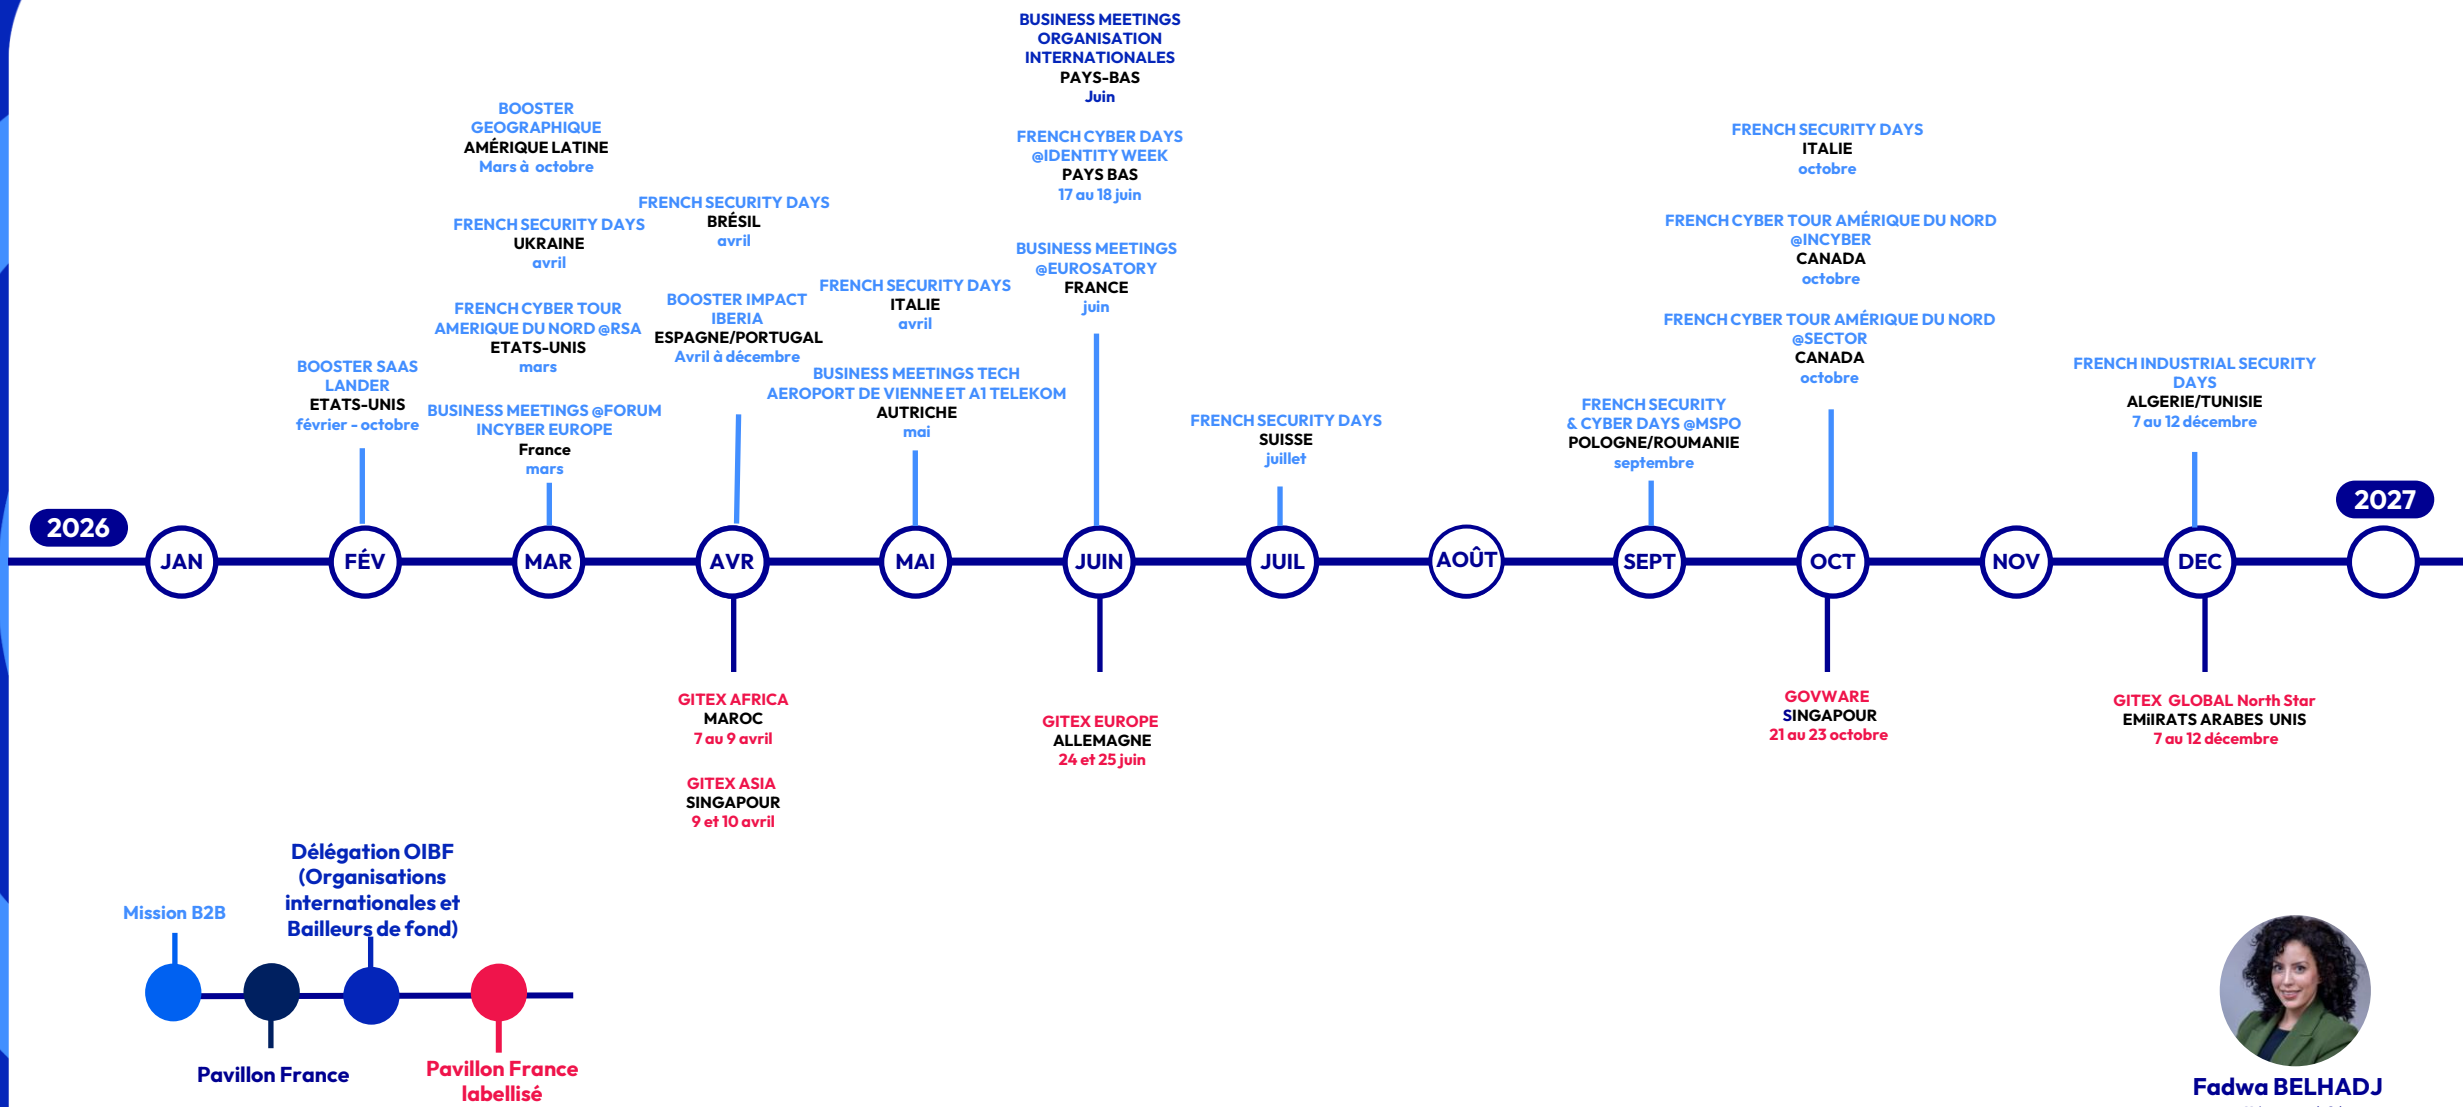 BUSINESS MEETINGS
ORGANISATION
INTERNATIONALES
PAYS-BAS
Juin
BOOSTER
GEOGRAPHIQUE
AMÉRIQUE LATINE
Mars à octobre
FRENCH CYBER DAYS
@IDENTITY WEEK
PAYS BAS
17 au 18 juin
FRENCH SECURITY DAYS
ITALIE
octobre
FRENCH SECURITY DAYS
UKRAINE
avril
FRENCH SECURITY DAYS
BRÉSIL
avril
BUSINESS MEETINGS
@EUROSATORY
FRANCE
juin
FRENCH CYBER TOUR AMÉRIQUE DU NORD
@INCYBER
CANADA
octobre
FRENCH CYBER TOUR
AMERIQUE DU NORD @RSA
ETATS-UNIS
mars
BOOSTER IMPACT
IBERIA
ESPAGNE/PORTUGAL
Avril à décembre
FRENCH SECURITY DAYS
ITALIE
avril
FRENCH CYBER TOUR AMÉRIQUE DU NORD
@SECTOR
CANADA
octobre
BOOSTER SAAS
LANDER
ETATS-UNIS
février - octobre
BUSINESS MEETINGS @FORUM
INCYBER EUROPE
France
mars
BUSINESS MEETINGS TECH
AEROPORT DE VIENNE ET A1 TELEKOM
AUTRICHE
mai
FRENCH SECURITY DAYS
SUISSE
juillet
FRENCH SECURITY
& CYBER DAYS @MSPO
POLOGNE/ROUMANIE
septembre
FRENCH INDUSTRIAL SECURITY
DAYS
ALGERIE/TUNISIE
7 au 12 décembre
2026
2027
JAN
FÉV
MAR
AVR
MAI
JUIN
JUIL
AOÛT
SEPT
OCT
NOV
DEC
GITEX AFRICA
MAROC
7 au 9 avril
GITEX ASIA
SINGAPOUR
9 et 10 avril
GITEX EUROPE
ALLEMAGNE
24 et 25 juin
GOVWARE
SINGAPOUR
21 au 23 octobre
GITEX GLOBAL North Star
EMiIRATS ARABES UNIS
7 au 12 décembre
Mission B2B
Délégation OIBF
(Organisations
internationales et
Bailleurs de fond)
Pavillon France
Pavillon France
labellisé
Fadwa BELHADJ